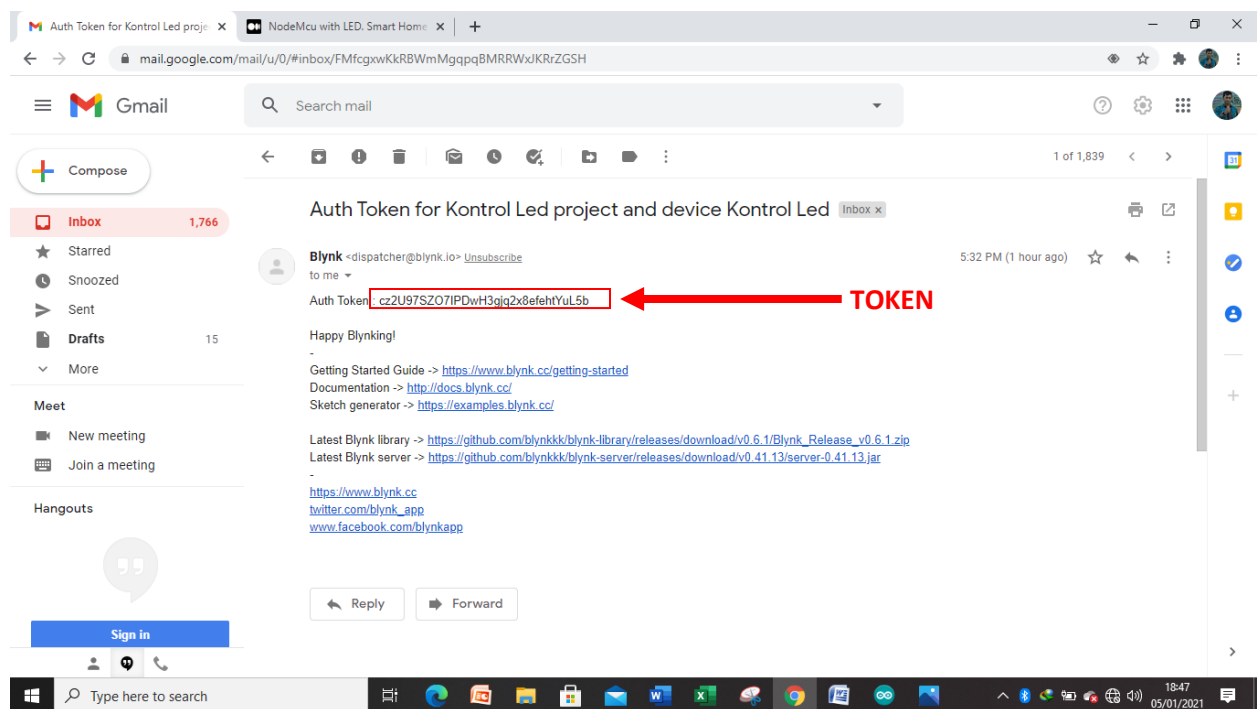 Auth Token for Kontrol Led proje
NodeMcu with LED. Smart Home
mail.google.com/mail/u/0/#inbox/FMfcgxwKkRBWmMgqpqBMRRWxJKRrZGSH
Gmail
Search mail
Compose
1 of 1,839
31
Inbox 1,766
Starred
Snoozed
Sent
Drafts 15
More
Meet
New meeting
Join a meeting
Hangouts
Sign in
Auth Token for Kontrol Led project and device Kontrol Led Inbox x
Blynk <dispatcher@blynk.io> Unsubscribe
5:32 PM (1 hour ago)
to me
Auth Token : cz2U97SZO7IPDwH3gjq2x8efehtYuL5b
TOKEN
Happy Blynking!
-
Getting Started Guide -> https://www.blynk.cc/getting-started
Documentation -> http://docs.blynk.cc/
Sketch generator -> https://examples.blynk.cc/
Latest Blynk library -> https://github.com/blynkkk/blynk-library/releases/download/v0.6.1/Blynk_Release_v0.6.1.zip
Latest Blynk server -> https://github.com/blynkkk/blynk-server/releases/download/v0.41.13/server-0.41.13.jar
-
https://www.blynk.cc
twitter.com/blynk_app
www.facebook.com/blynkapp
Reply
Forward
Type here to search
18:47
05/01/2021